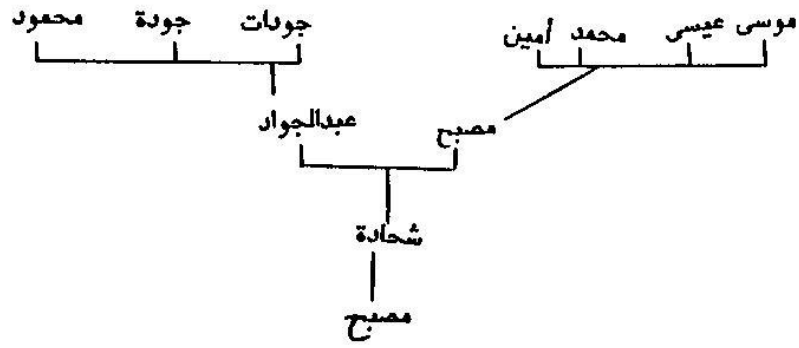 موسى عيسى محمد أمين جودات جودة محمود
مصبح عبدالجواد
شحادة
مصبح